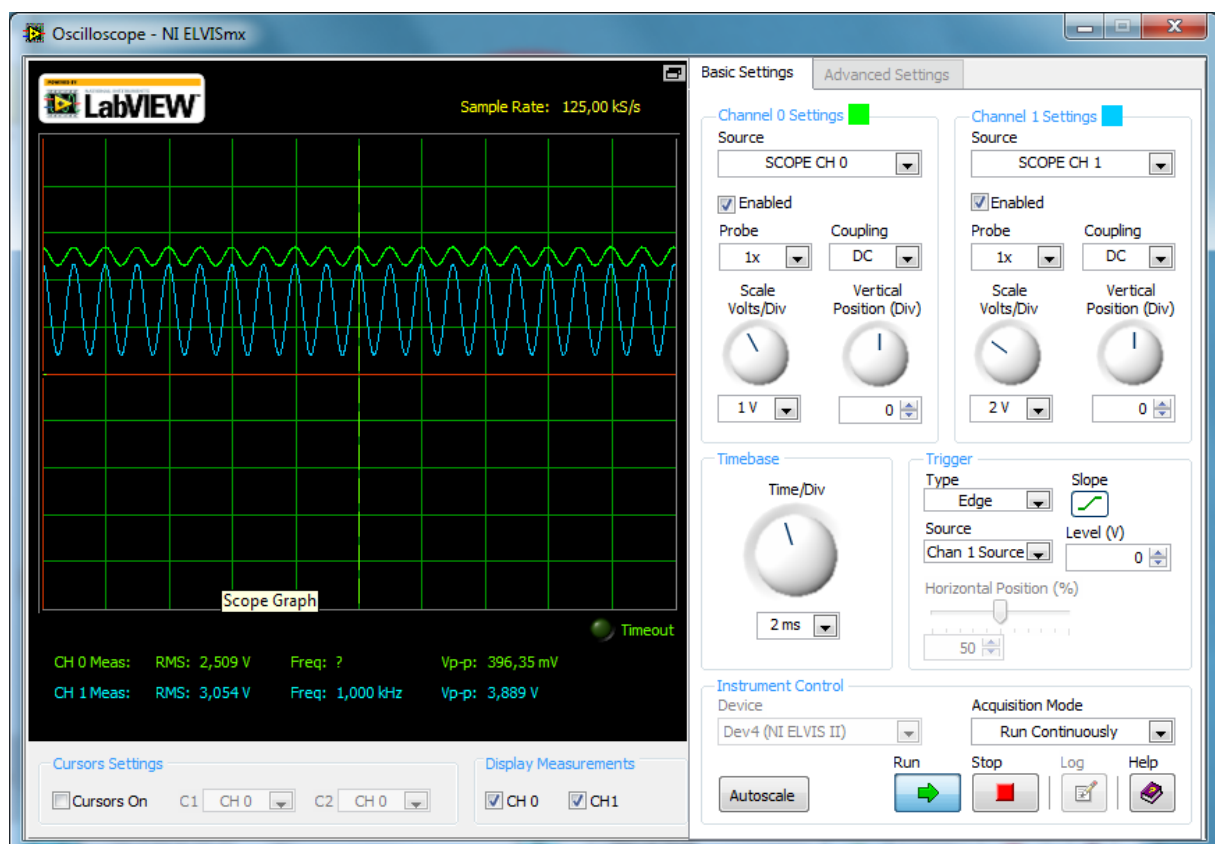 Oscilloscope - NI ELVISmx
LabVIEW
Sample Rate: 125,00 kS/s
Scope Graph
Timeout
CH 0 Meas: RMS: 2,509 V Freq: ? Vp-p: 396,35 mV
CH 1 Meas: RMS: 3,054 V Freq: 1,000 kHz Vp-p: 3,889 V
Cursors Settings
Cursors On C1 CH 0 C2 CH 0
Display Measurements
CH 0 CH1
Basic Settings Advanced Settings
Channel 0 Settings
Source
SCOPE CH 0
Enabled
Probe Coupling
1x DC
Scale Vertical
Volts/Div Position (Div)
1 V 0
Channel 1 Settings
Source
SCOPE CH 1
Enabled
Probe Coupling
1x DC
Scale Vertical
Volts/Div Position (Div)
2 V 0
Timebase
Time/Div
2 ms
Trigger
Type Slope
Edge
Source Level (V)
Chan 1 Source 0
Horizontal Position (%)
50
Instrument Control
Device Acquisition Mode
Dev4 (NI ELVIS II) Run Continuously
Run Stop Log Help
Autoscale